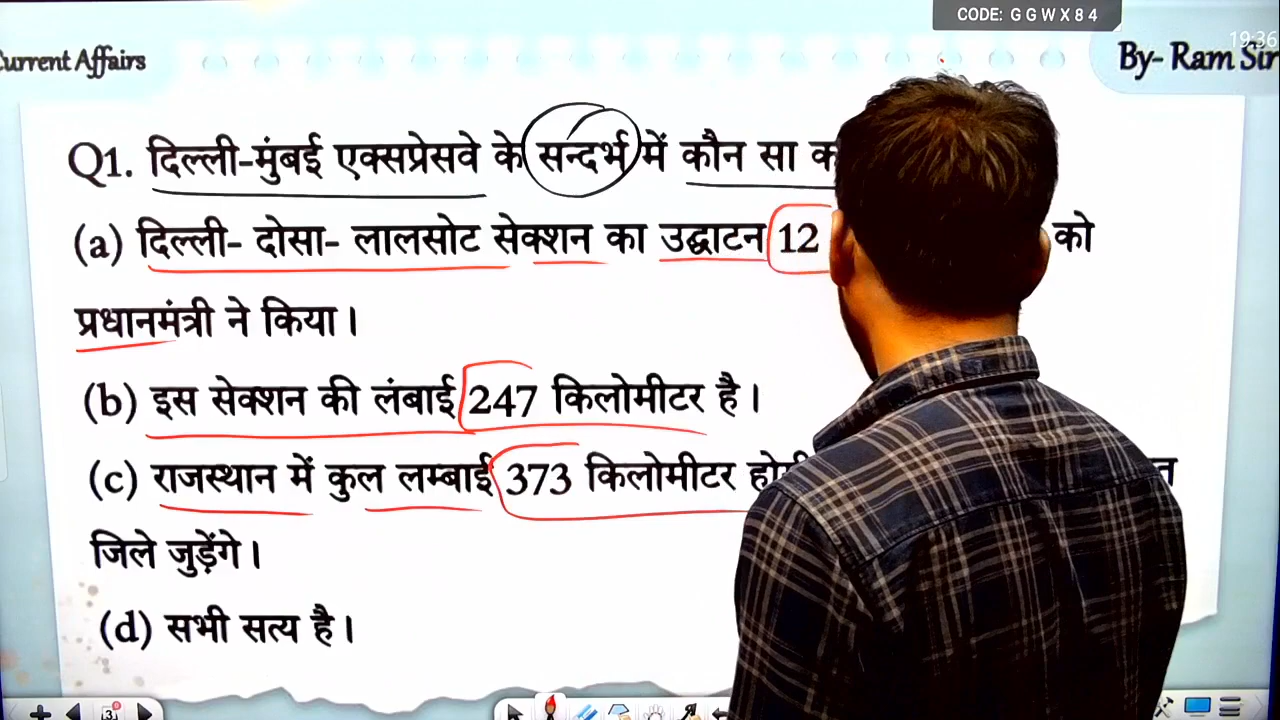 CODE: G G W X 8 4
19:36
Current Affairs
By- Ram Sir
Q1. दिल्ली-मुंबई एक्सप्रेसवे के सन्दर्भ में कौन सा
(a) दिल्ली- दोसा- लालसोट सेक्शन का उद्घाटन 12 को
प्रधानमंत्री ने किया।
(b) इस सेक्शन की लंबाई 247 किलोमीटर है।
(c) राजस्थान में कुल लम्बाई 373 किलोमीटर
जिले जुड़ेंगे।
(d) सभी सत्य है।
3